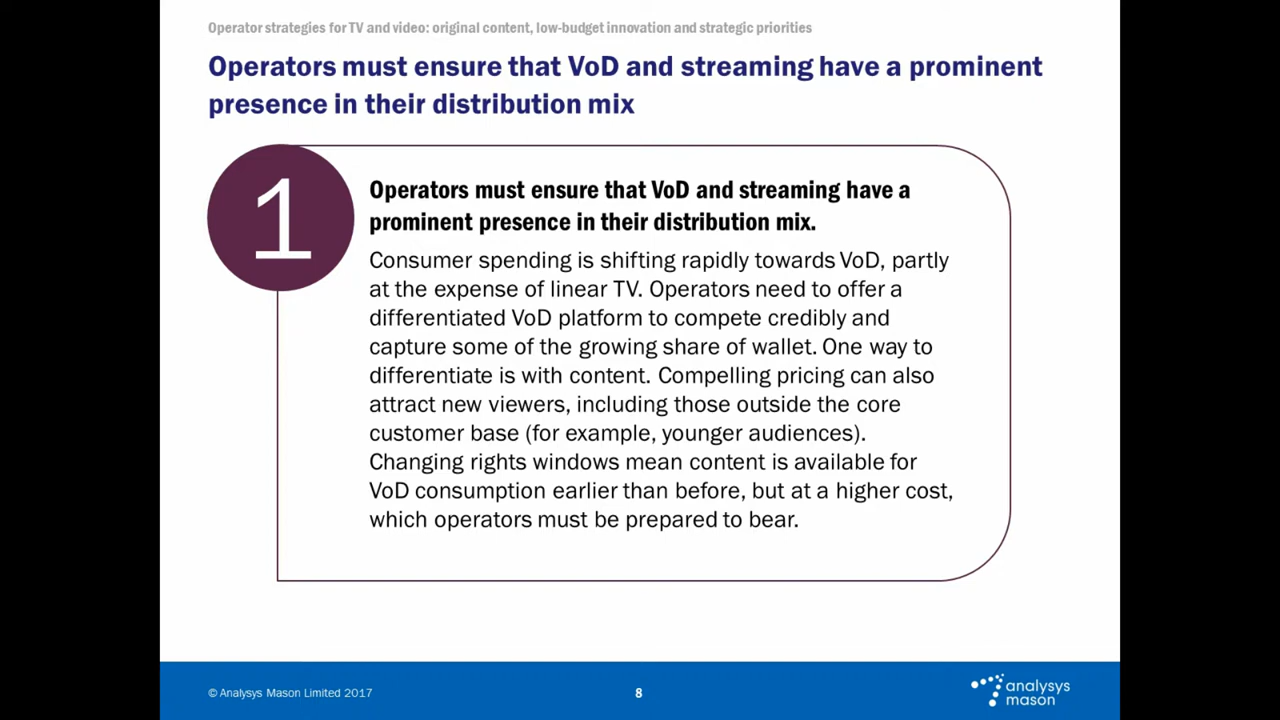 Operator strategies for TV and video: original content, low-budget innovation and strategic priorities
Operators must ensure that VoD and streaming have a prominent
presence in their distribution mix
1
Operators must ensure that VoD and streaming have a
prominent presence in their distribution mix.
Consumer spending is shifting rapidly towards VoD, partly
at the expense of linear TV. Operators need to offer a
differentiated VoD platform to compete credibly and
capture some of the growing share of wallet. One way to
differentiate is with content. Compelling pricing can also
attract new viewers, including those outside the core
customer base (for example, younger audiences).
Changing rights windows mean content is available for
VoD consumption earlier than before, but at a higher cost,
which operators must be prepared to bear.
© Analysys Mason Limited 2017
8
analysys
mason